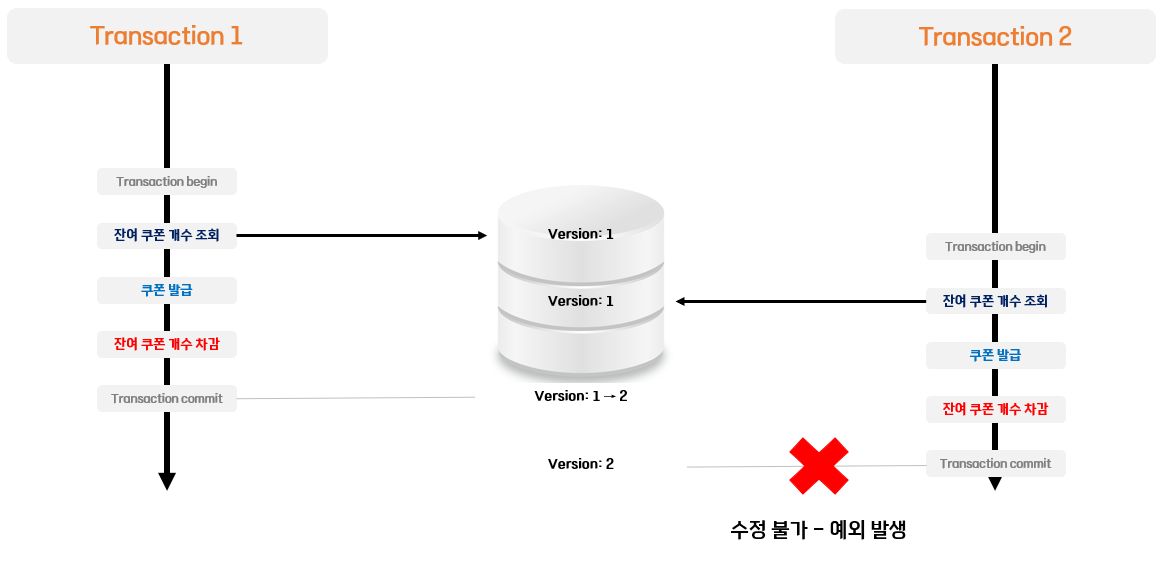 Transaction 1
Transaction 2
Transaction begin
잔여 쿠폰 개수 조회
Version: 1
Transaction begin
쿠폰 발급
Version: 1
잔여 쿠폰 개수 조회
잔여 쿠폰 개수 차감
쿠폰 발급
Transaction commit
Version: 1 → 2
잔여 쿠폰 개수 차감
Version: 2
Transaction commit
수정 불가 - 예외 발생